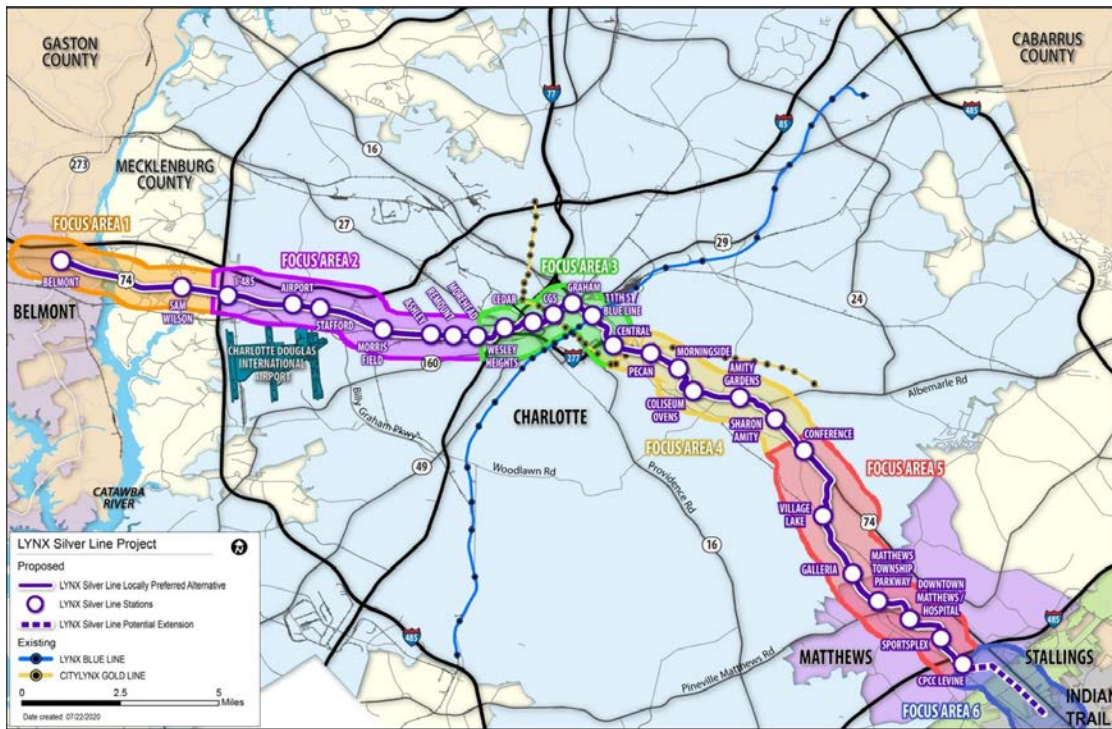 GASTON
COUNTY
CABARRUS
COUNTY
77
85
485
273
MECKLENBURG
COUNTY
16
27
29
24
FOCUS AREA 1
FOCUS AREA 2
FOCUS AREA 3
74
BELMONT
BELMONT
SAM
WILSON
I-485
AIRPORT
STAFFORD
MORRIS
FIELD
ASHLEY
REMOUNT
MOREHEAD
CEDAR
WESLEY
HEIGHTS
CGS
GRAHAM
11TH ST
BLUE LINE
CENTRAL
PECAN
MORNINGSIDE
COLISEUM
OVENS
AMITY
GARDENS
SHARON
AMITY
CONFERENCE
277
160
CHARLOTTE DOUGLAS
INTERNATIONAL
AIRPORT
Billy Graham Pkwy
CHARLOTTE
49
Woodlawn Rd
Providence Rd
16
Albemarle Rd
FOCUS AREA 4
FOCUS AREA 5
74
VILLAGE
LAKE
GALLERIA
MATTHEWS
TOWNSHIP
PARKWAY
DOWNTOWN
MATTHEWS /
HOSPITAL
SPORTSPLEX
CPCC LEVINE
485
485
MATTHEWS
STALLINGS
INDIAN
TRAIL
Pineville Matthews Rd
FOCUS AREA 6
CATAWBA
RIVER
LYNX Silver Line Project
N
Proposed
LYNX Silver Line Locally Preferred Alternative
LYNX Silver Line Stations
LYNX Silver Line Potential Extension
Existing
LYNX BLUE LINE
CITYLYNX GOLD LINE
0 2.5 5
Miles
Date created: 07/22/2020